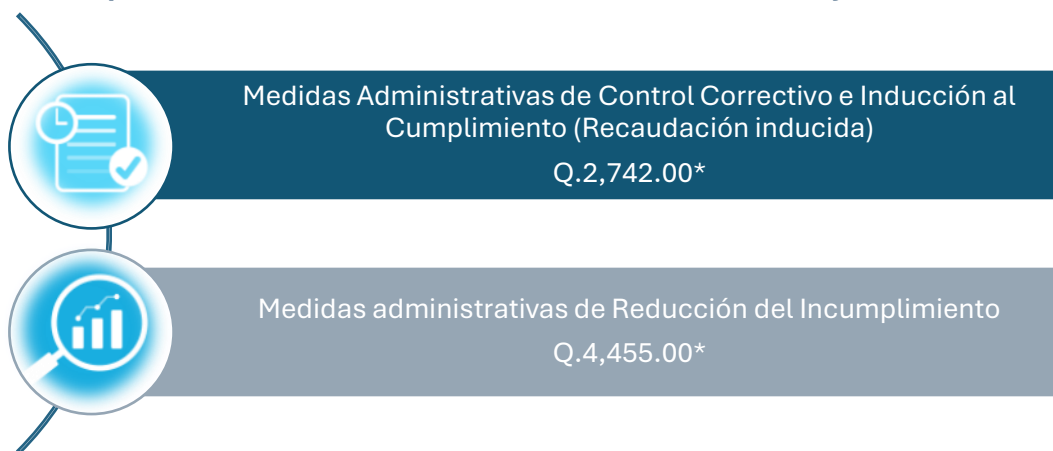 Medidas Administrativas de Control Correctivo e Inducción al
Cumplimiento (Recaudación inducida)
Q.2,742.00*
Medidas administrativas de Reducción del Incumplimiento
Q.4,455.00*